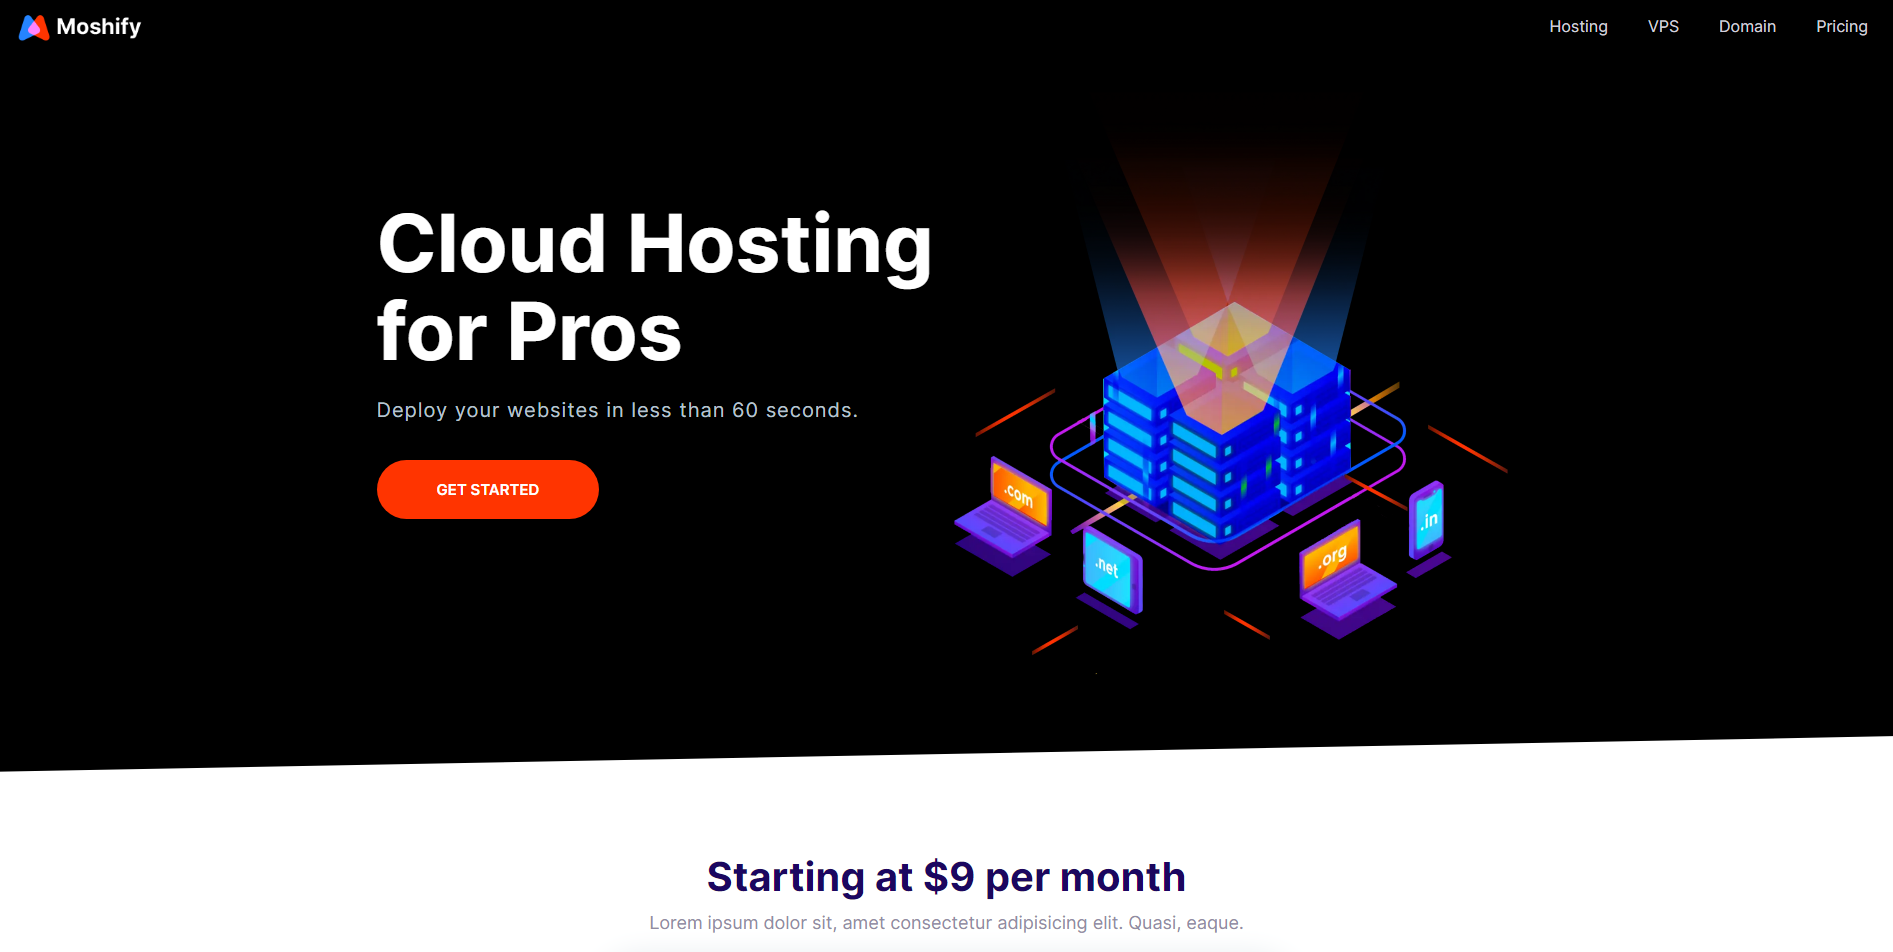 Moshify
Hosting VPS Domain Pricing
Cloud Hosting
for Pros
Deploy your websites in less than 60 seconds.
GET STARTED
.com
.net
.org
.in
Starting at $9 per month
Lorem ipsum dolor sit, amet consectetur adipisicing elit. Quasi, eaque.